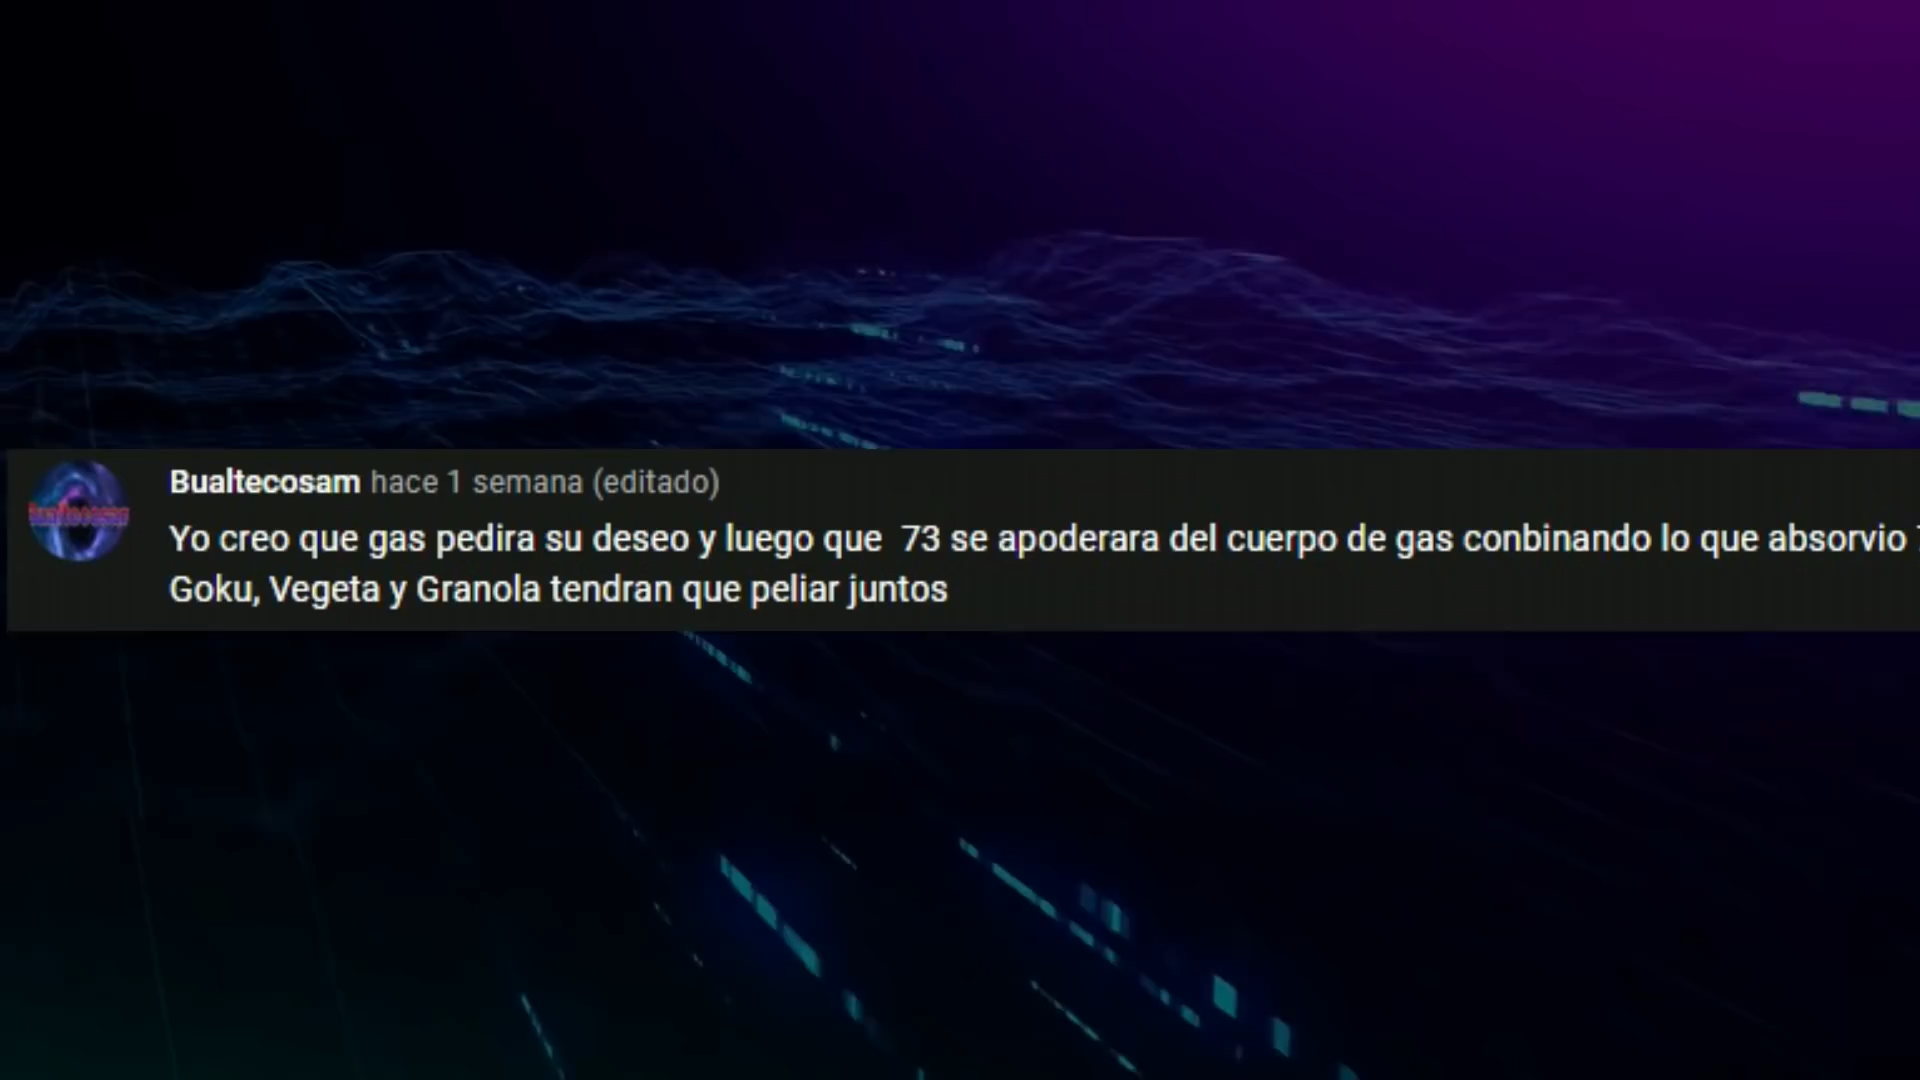 Bualtecosam hace 1 semana (editado)
Yo creo que gas pedira su deseo y luego que 73 se apoderara del cuerpo de gas conbinando lo que absorvio
Goku, Vegeta y Granola tendran que peliar juntos